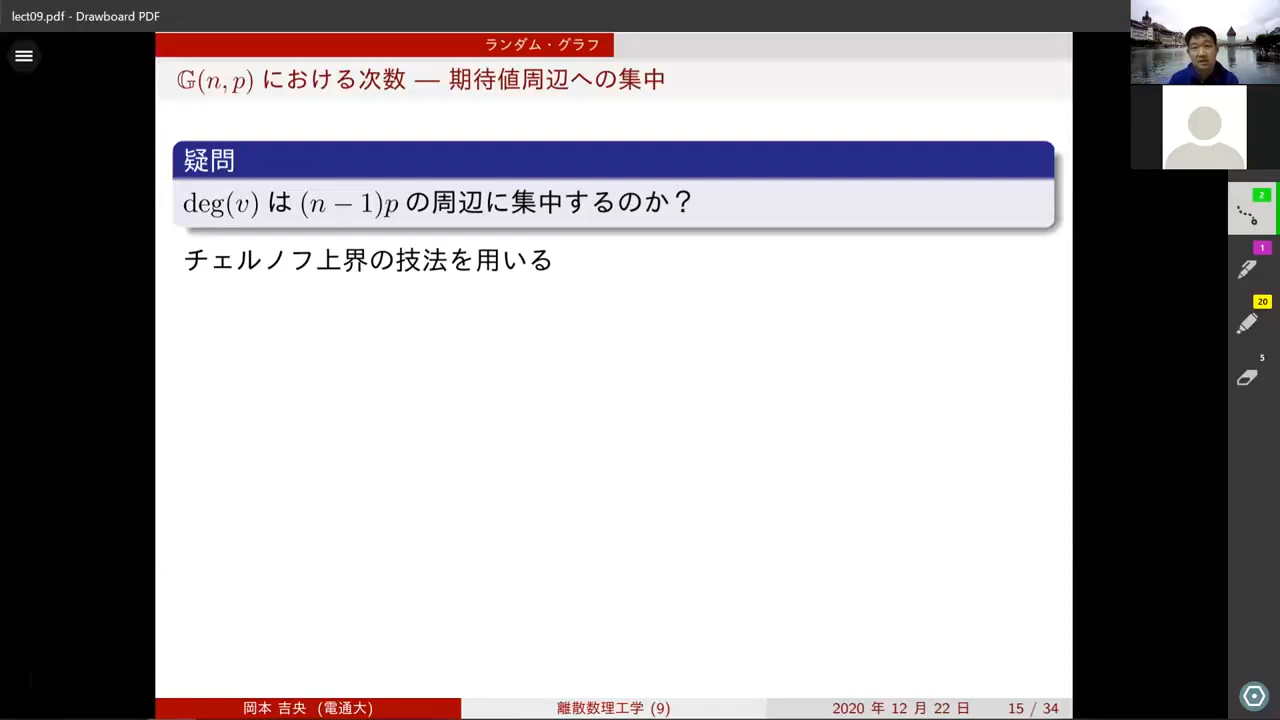 lect09.pdf - Drawboard PDF
ランダム・グラフ
𝔾(n, p) における次数 — 期待値周辺への集中
疑問
deg(v) は (n − 1)p の周辺に集中するのか？
チェルノフ上界の技法を用いる
2
1
20
5
岡本 吉央 (電通大)
離散数理工学 (9)
2020 年 12 月 22 日
15 / 34